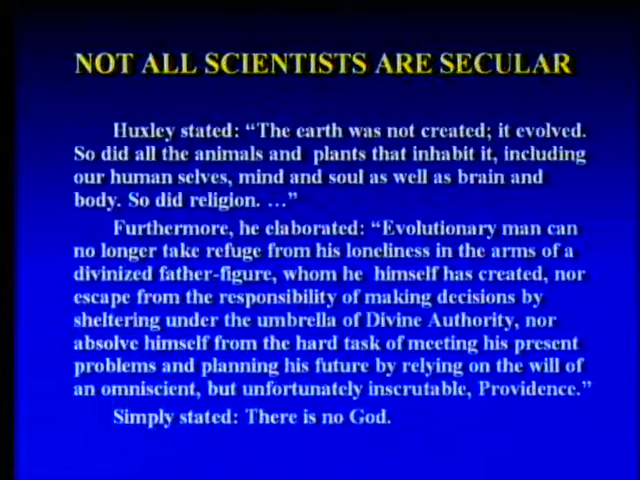 NOT ALL SCIENTISTS ARE SECULAR
Huxley stated: “The earth was not created; it evolved.
So did all the animals and plants that inhabit it, including
our human selves, mind and soul as well as brain and
body. So did religion. …”
Furthermore, he elaborated: “Evolutionary man can
no longer take refuge from his loneliness in the arms of a
divinized father-figure, whom he himself has created, nor
escape from the responsibility of making decisions by
sheltering under the umbrella of Divine Authority, nor
absolve himself from the hard task of meeting his present
problems and planning his future by relying on the will of
an omniscient, but unfortunately inscrutable, Providence.”
Simply stated: There is no God.